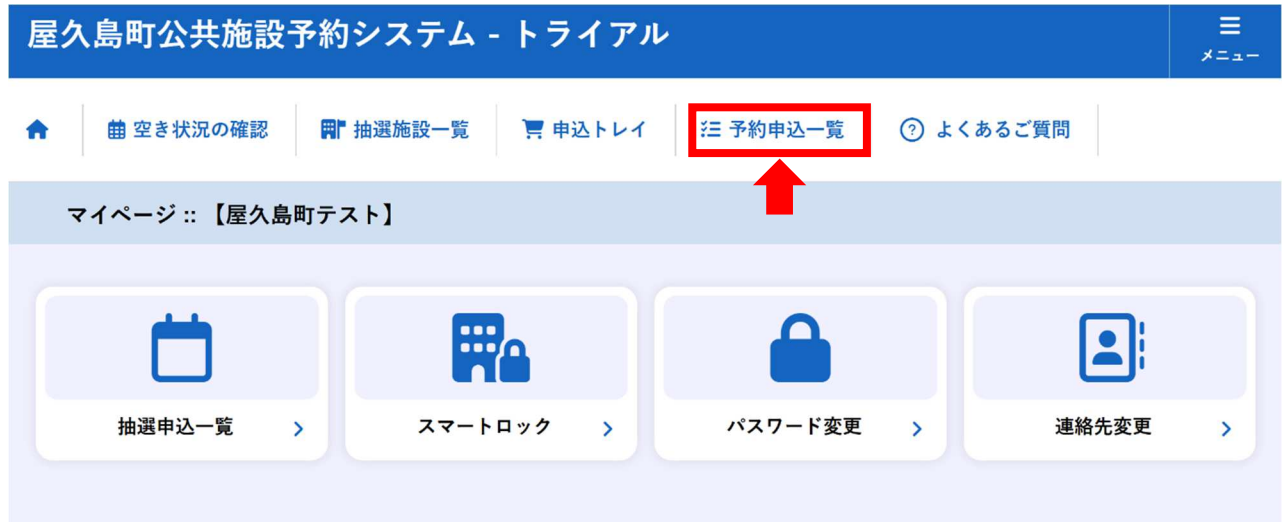 屋久島町公共施設予約システム - トライアル
メニュー
空き状況の確認
抽選施設一覧
申込トレイ
予約申込一覧
よくあるご質問
マイページ :: 【屋久島町テスト】
抽選申込一覧
スマートロック
パスワード変更
連絡先変更